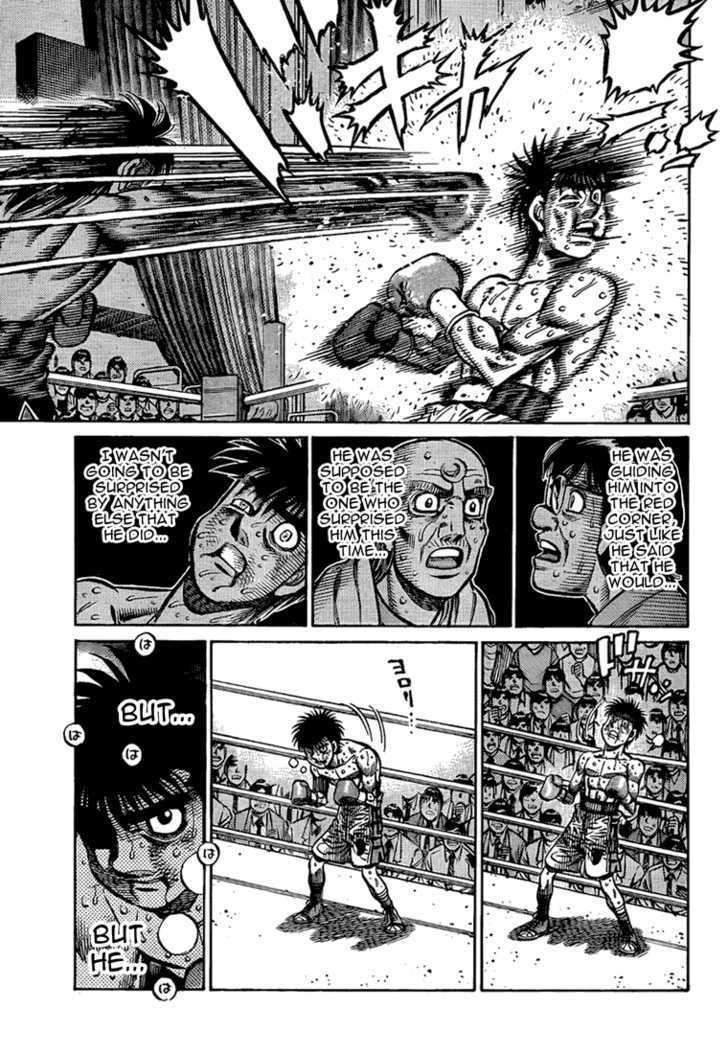 HE WAS
GUIDING
HIM INTO
THE RED
CORNER,
JUST LIKE
HE SAID
THAT HE
WOULD...
HE WAS
SUPPOSED
TO BE THE
ONE WHO
SURPRISED
HIM THIS
TIME...
I WASN'T
GOING TO BE
SURPRISED
BY ANYTHING
ELSE THAT
HE DID...
ヨロ
は
BUT...
は
は
は
BUT
HE...
は